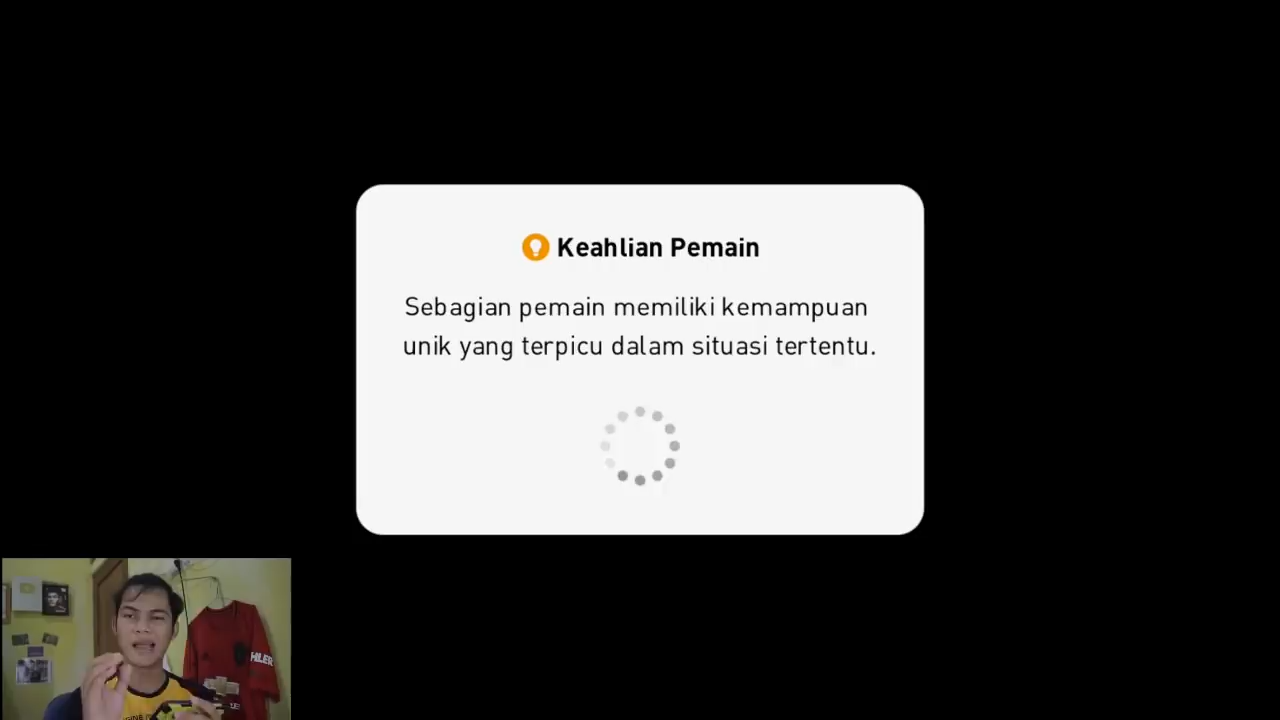 Keahlian Pemain
Sebagian pemain memiliki kemampuan
unik yang terpicu dalam situasi tertentu.